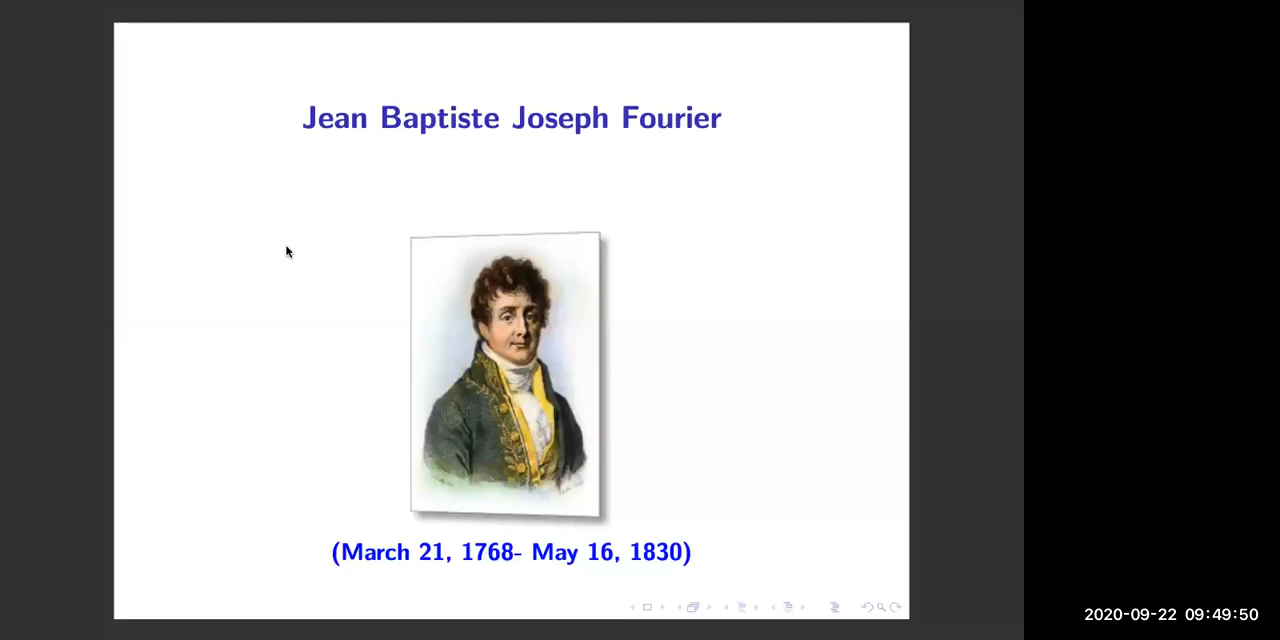 Jean Baptiste Joseph Fourier
(March 21, 1768- May 16, 1830)
2020-09-22 09:49:50